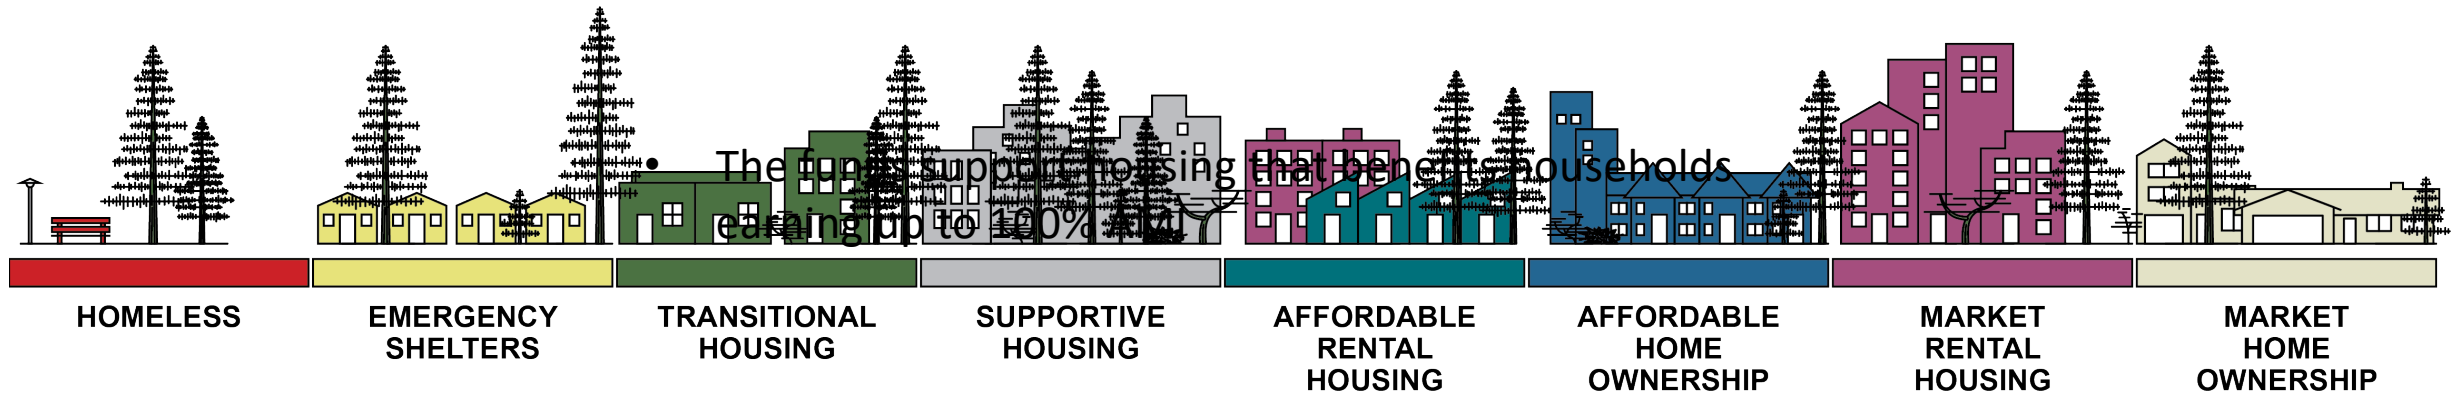 • The funds support housing that benefits households
earning up to 100% AMI
HOMELESS
EMERGENCY
SHELTERS
TRANSITIONAL
HOUSING
SUPPORTIVE
HOUSING
AFFORDABLE
RENTAL
HOUSING
AFFORDABLE
HOME
OWNERSHIP
MARKET
RENTAL
HOUSING
MARKET
HOME
OWNERSHIP